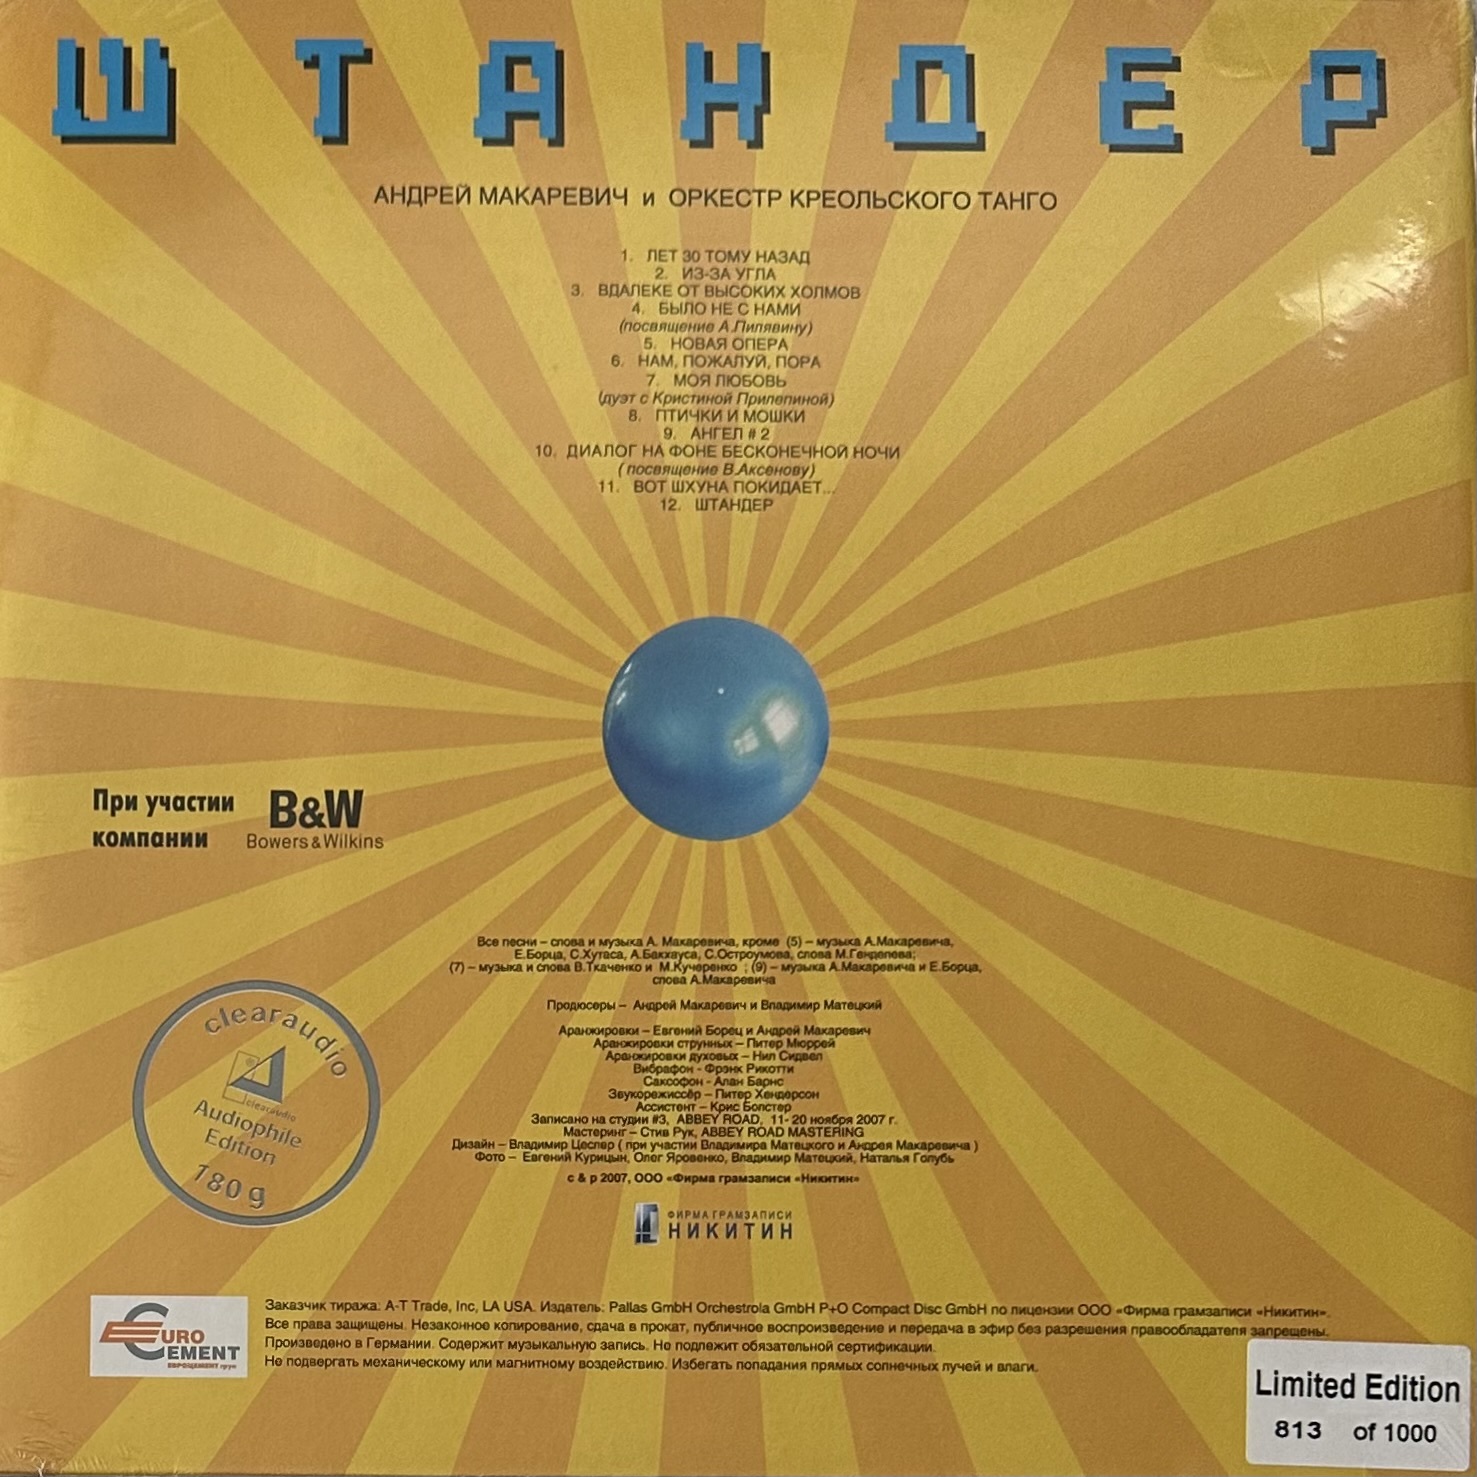 ШТАНДЕР
АНДРЕЙ МАКАРЕВИЧ и ОРКЕСТР КРЕОЛЬСКОГО ТАНГО
1. ЛЕТ 30 ТОМУ НАЗАД
2. ИЗ-ЗА УГЛА
3. ВДАЛЕКЕ ОТ ВЫСОКИХ ХОЛМОВ
4. БЫЛО НЕ С НАМИ
(посвящение А.Пилявину)
5. НОВАЯ ОПЕРА
6. НАМ, ПОЖАЛУЙ, ПОРА
7. МОЯ ЛЮБОВЬ
(дуэт с Кристиной Прилепиной)
8. ПТИЧКИ И МОШКИ
9. АНГЕЛ # 2
10. ДИАЛОГ НА ФОНЕ БЕСКОНЕЧНОЙ НОЧИ
( посвящение В.Аксенову)
11. ВОТ ШХУНА ПОКИДАЕТ...
12. ШТАНДЕР
При участии
компании
B&W
Bowers & Wilkins
Все песни – слова и музыка А. Макаревича, кроме (5) – музыка А.Макаревича,
Е.Борца, С.Хутаса, А.Бакхауса, С.Остроумова, слова М.Генделева;
(7) – музыка и слова В.Ткаченко и М.Кучеренко ; (9) – музыка А.Макаревича и Е.Борца,
слова А.Макаревича
Продюсеры – Андрей Макаревич и Владимир Матецкий
Аранжировки – Евгений Борец и Андрей Макаревич
Аранжировки струнных – Питер Мюррей
Аранжировки духовых – Нил Сидвел
Вибрафон - Фрэнк Рикотти
Саксофон - Алан Барнс
Звукорежиссёр – Питер Хендерсон
Ассистент – Крис Болстер
Записано на студии #3, ABBEY ROAD, 11- 20 ноября 2007 г.
Мастеринг – Стив Рук, ABBEY ROAD MASTERING
Дизайн – Владимир Цеслер ( при участии Владимира Матецкого и Андрея Макаревича )
Фото – Евгений Курицын, Олег Яровенко, Владимир Матецкий, Наталья Голубь
с & p 2007, ООО «Фирма грамзаписи «Никитин»
ФИРМА ГРАМЗАПИСИ
НИКИТИН
clearaudio
clearaudio
Audiophile
Edition
180 g
EURO
CEMENT
ЕВРОЦЕМЕНТ груп
Заказчик тиража: A-T Trade, Inc, LA USA. Издатель: Pallas GmbH Orchestrola GmbH P+O Compact Disc GmbH по лицензии ООО «Фирма грамзаписи «Никитин».
Все права защищены. Незаконное копирование, сдача в прокат, публичное воспроизведение и передача в эфир без разрешения правообладателя запрещены.
Произведено в Германии. Содержит музыкальную запись. Не подлежит обязательной сертификации.
Не подвергать механическому или магнитному воздействию. Избегать попадания прямых солнечных лучей и влаги.
Limited Edition
813 of 1000